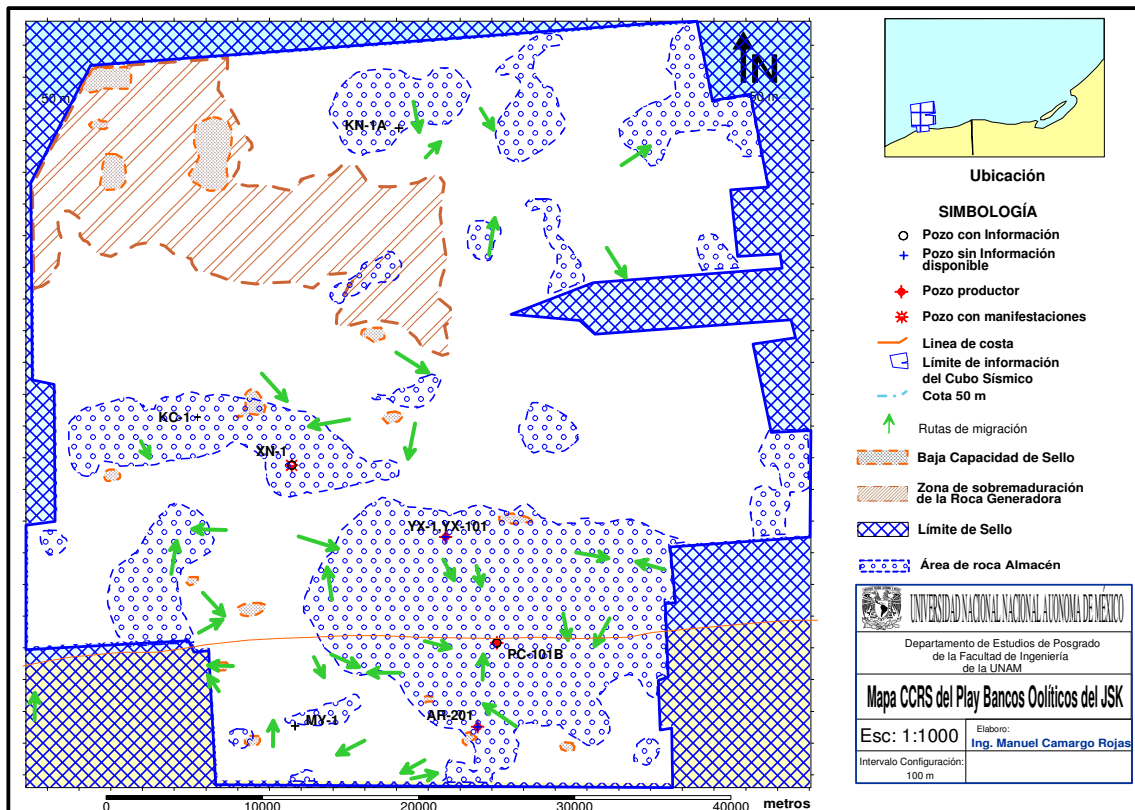 50 m
N
50 m
KN-1A
KC-1
XN-1
YX-1,YX-101
PC-101B
AR-201
MY-1
0
10000
20000
30000
40000
metros
Ubicación
SIMBOLOGÍA
Pozo con Información
Pozo sin Información
disponible
Pozo productor
Pozo con manifestaciones
Linea de costa
Límite de información
del Cubo Sísmico
Cota 50 m
Rutas de migración
Baja Capacidad de Sello
Zona de sobremaduración
de la Roca Generadora
Límite de Sello
Área de roca Almacén
UNIVERSIDAD NACIONAL NACIONAL AUTONOMA DE MÉXICO
Departamento de Estudios de Posgrado
de la Facultad de Ingeniería
de la UNAM
Mapa CCRS del Play Bancos Oolíticos del JSK
Esc: 1:1000
Elaboro:
Ing. Manuel Camargo Rojas
Intervalo Configuración:
100 m